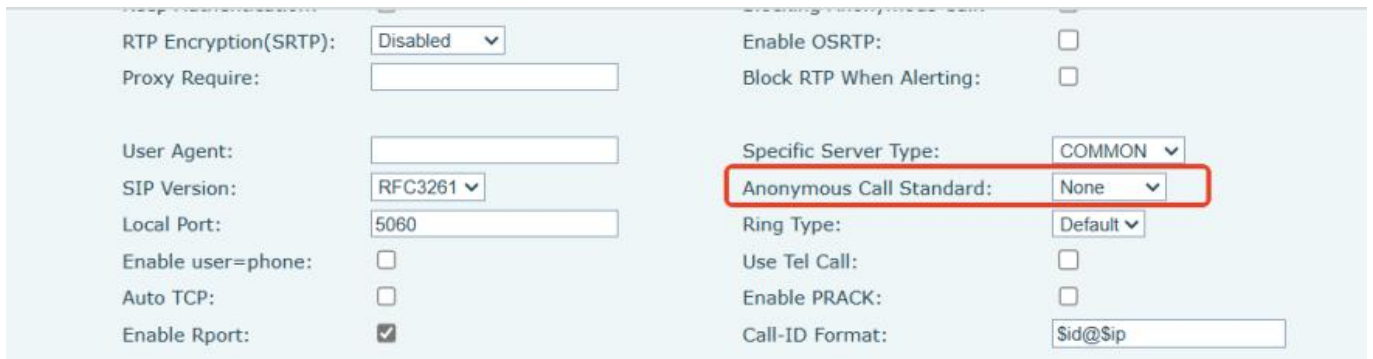 RTP Encryption(SRTP): Disabled Enable OSRTP:
Proxy Require: Block RTP When Alerting:
User Agent: Specific Server Type: COMMON
SIP Version: RFC3261 Anonymous Call Standard: None
Local Port: 5060 Ring Type: Default
Enable user=phone: Use Tel Call:
Auto TCP: Enable PRACK:
Enable Rport: Call-ID Format: $id@$ip